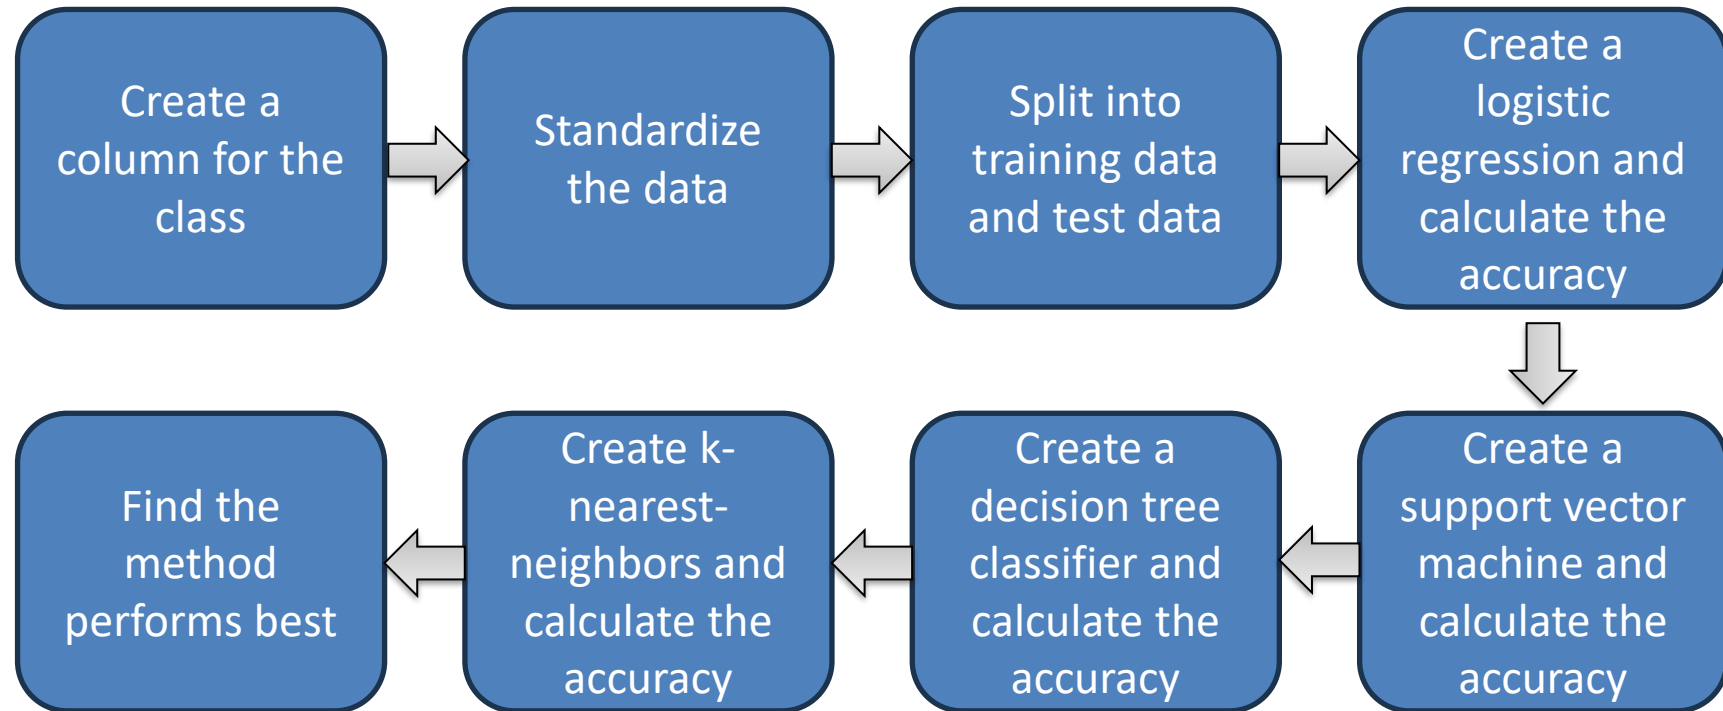 Create a
column for the
class
Standardize
the data
Split into
training data
and test data
Create a
logistic
regression and
calculate the
accuracy
Create a
support vector
machine and
calculate the
accuracy
Create a
decision tree
classifier and
calculate the
accuracy
Create k-
nearest-
neighbors and
calculate the
accuracy
Find the
method
performs best